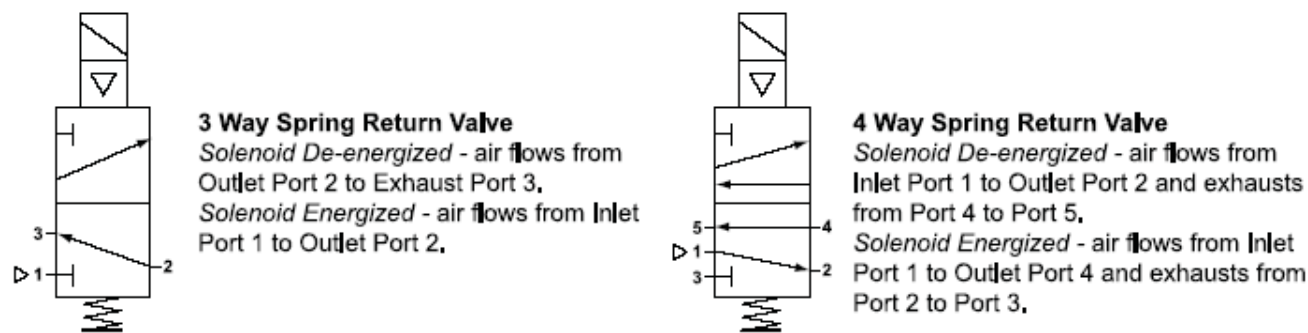 3 Way Spring Return Valve
Solenoid De-energized - air flows from
Outlet Port 2 to Exhaust Port 3.
Solenoid Energized - air flows from Inlet
Port 1 to Outlet Port 2.
3
2
1
4 Way Spring Return Valve
Solenoid De-energized - air flows from
Inlet Port 1 to Outlet Port 2 and exhausts
from Port 4 to Port 5.
Solenoid Energized - air flows from Inlet
Port 1 to Outlet Port 4 and exhausts from
Port 2 to Port 3.
5 4
1
2
3